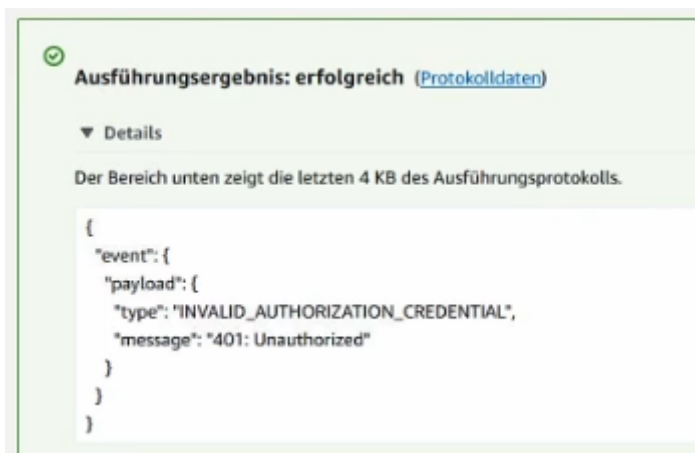 Ausführungsergebnis: erfolgreich (Protokolldaten)
▼ Details
Der Bereich unten zeigt die letzten 4 KB des Ausführungsprotokolls.
{
"event": {
"payload": {
"type": "INVALID_AUTHORIZATION_CREDENTIAL",
"message": "401: Unauthorized"
}
}
}